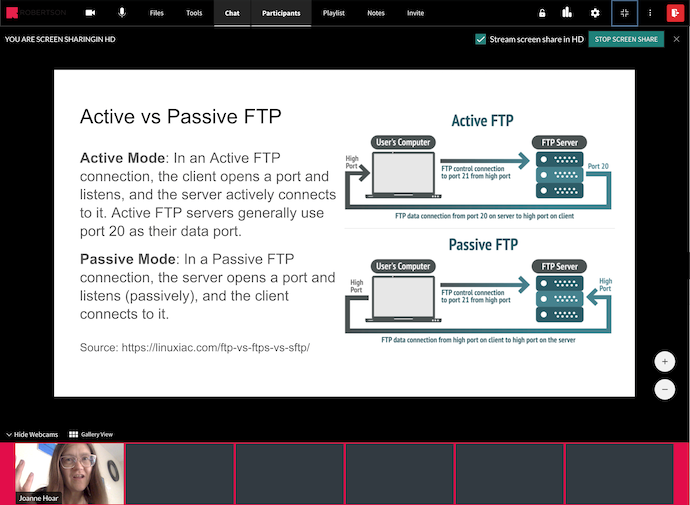 ROBERTSON
Files
Tools
Chat
Participants
Playlist
Notes
Invite
YOU ARE SCREEN SHARINGIN HD
Stream screen share in HD
STOP SCREEN SHARE
Active vs Passive FTP
Active Mode: In an Active FTP
connection, the client opens a port and
listens, and the server actively connects
to it. Active FTP servers generally use
port 20 as their data port.
Passive Mode: In a Passive FTP
connection, the server opens a port and
listens (passively), and the client
connects to it.
Source: https://linuxiac.com/ftp-vs-ftps-vs-sftp/
Active FTP
User's Computer
FTP Server
High
Port
FTP control connection
to port 21 from high port
Port 20
FTP data connection from port 20 on server to high port on client
Passive FTP
User's Computer
FTP Server
High
Port
FTP control connection
to port 21 from high port
High
Port
FTP data connection from high port on client to high port on the server
Hide Webcams
Gallery View
Joanne Hoar